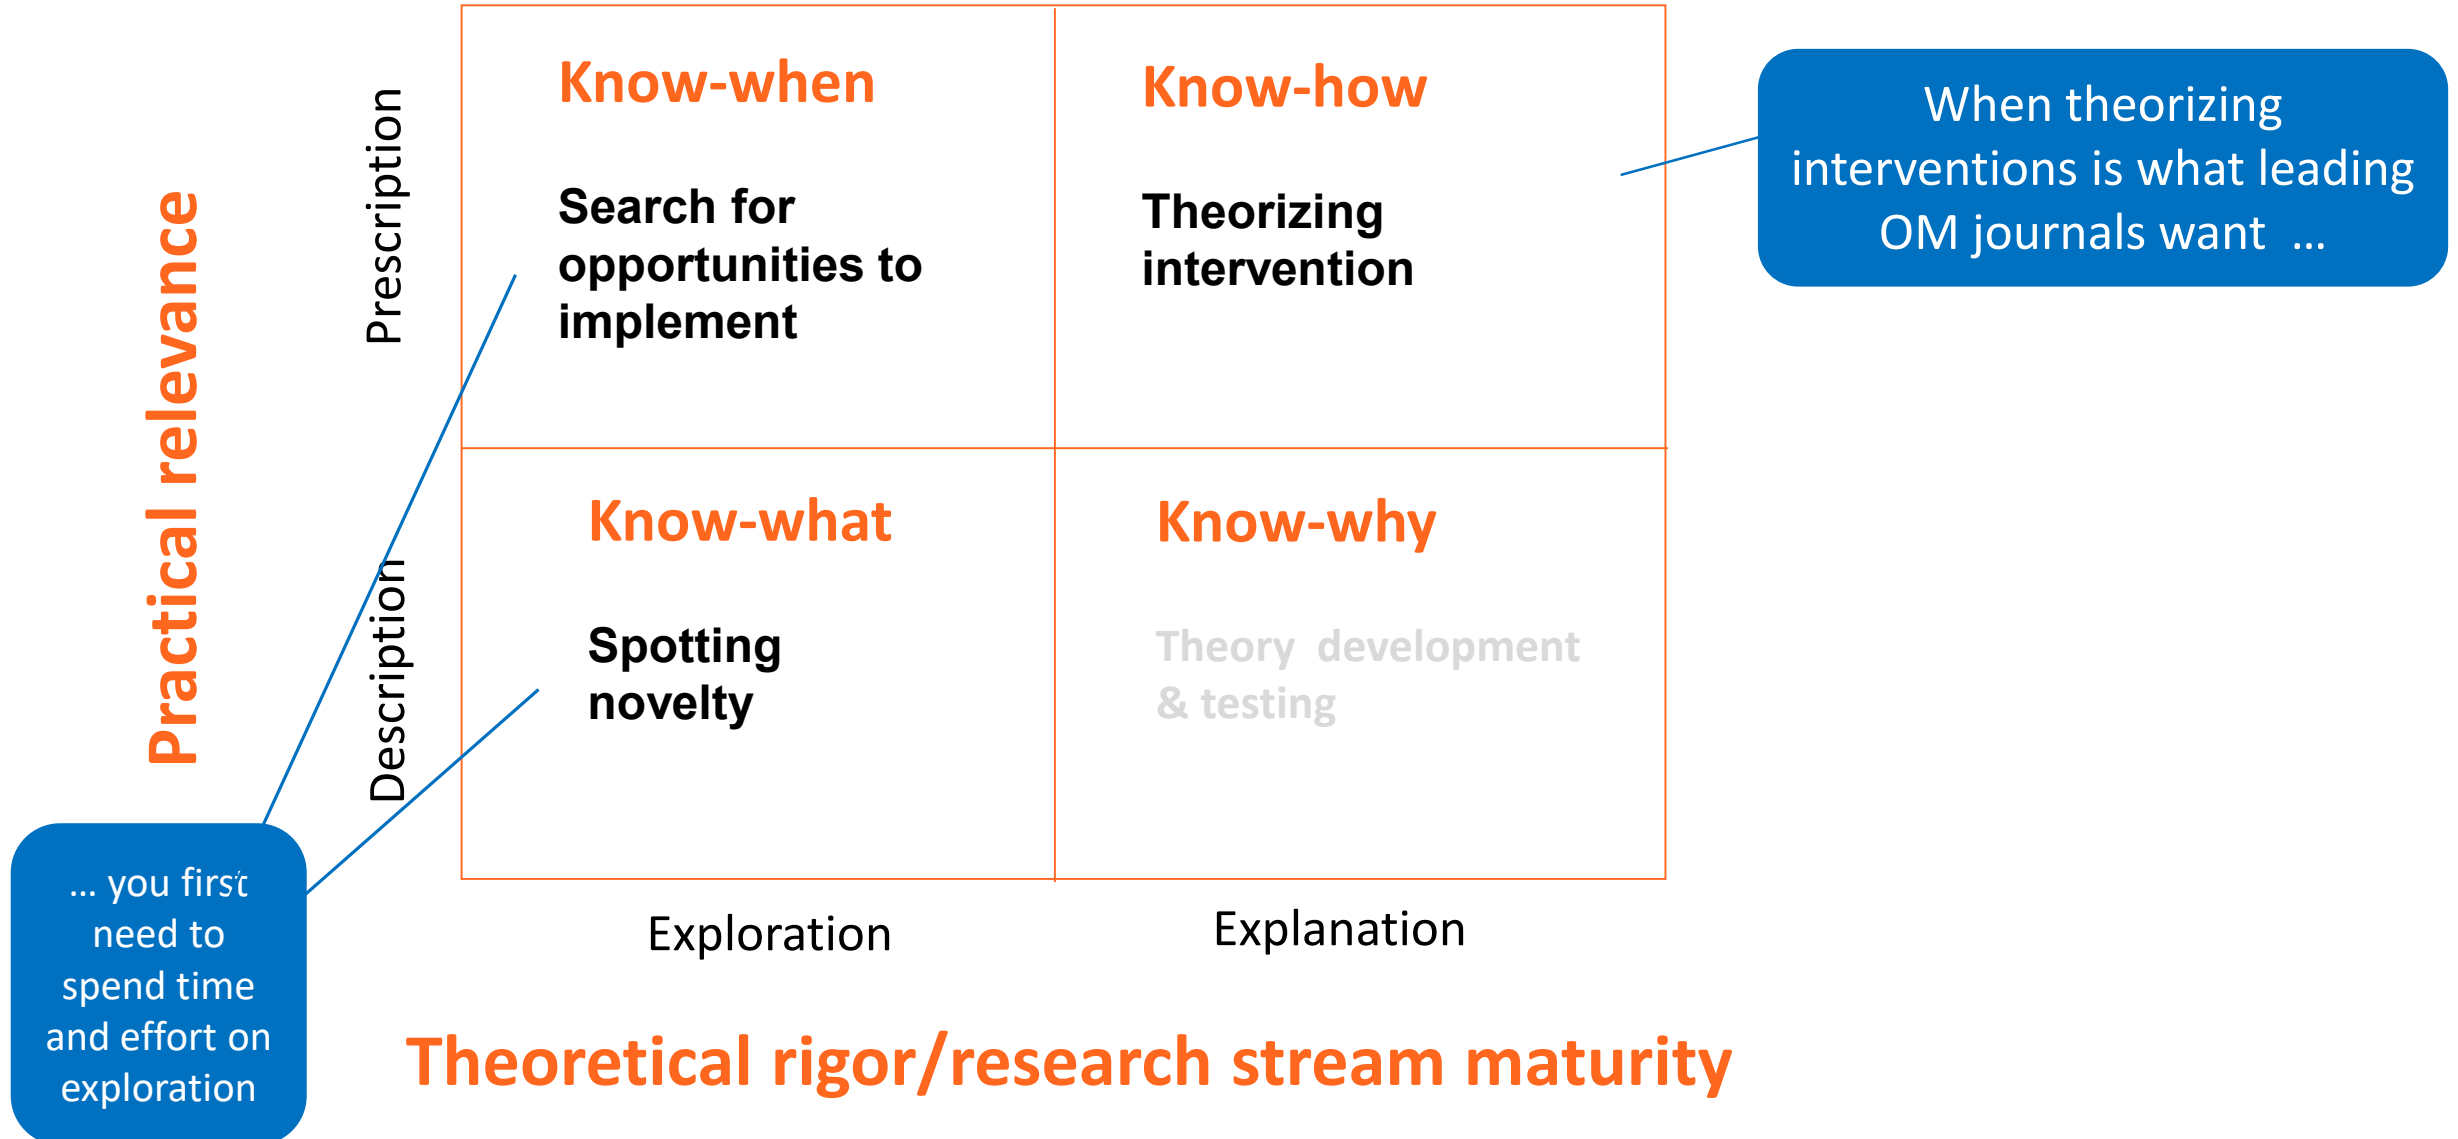 Know-when
Search for
opportunities to
implement
Know-how
Theorizing
intervention
When theorizing
interventions is what leading
OM journals want  ...
Prescription
Practical relevance
Description
Know-what
Spotting
novelty
Know-why
Theory  development
& testing
... you first
need to
spend time
and effort on
exploration
Exploration
Explanation
Theoretical rigor/research stream maturity